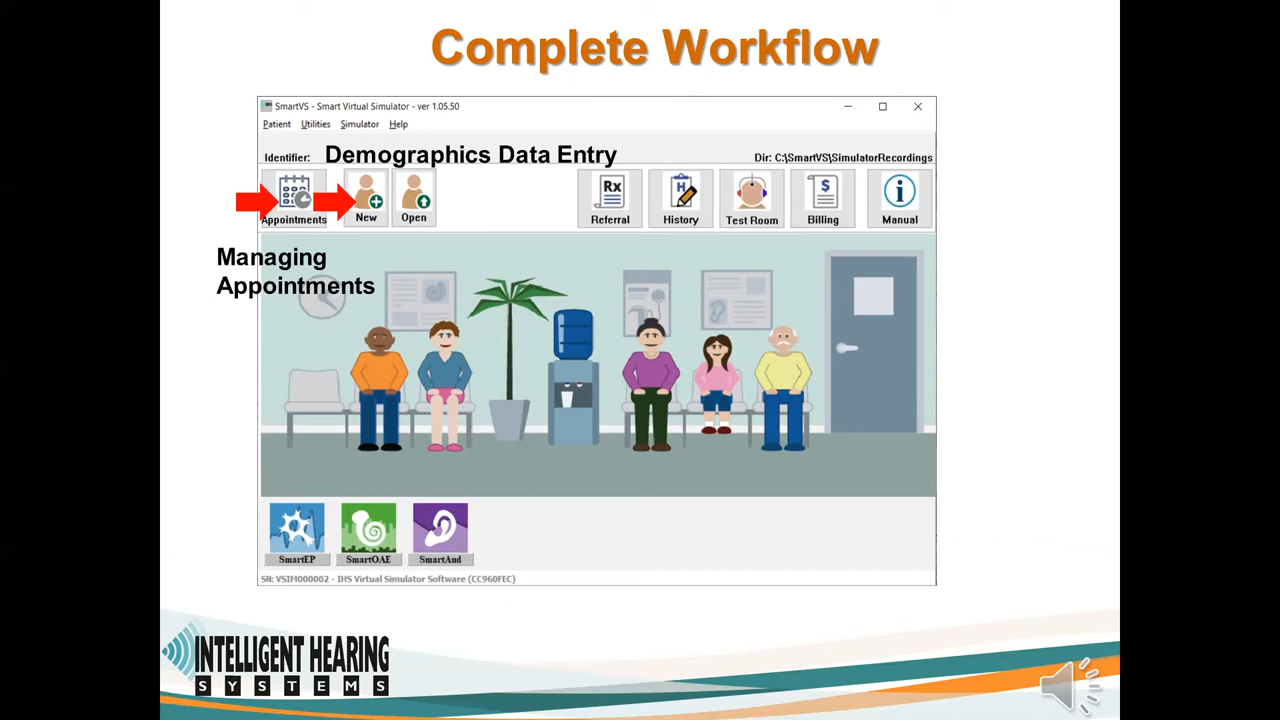 Complete Workflow
SmartVS - Smart Virtual Simulator - ver 1.05.50
Patient Utilities Simulator Help
Identifier: Demographics Data Entry Dir: C:\SmartVS\SimulatorRecordings
Appointments New Open Rx Referral H History Test Room $ Billing i Manual
Managing
Appointments
SmartEP SmartOAE SmartAud
SN: VSIM000002 - IHS Virtual Simulator Software (CC960FEC)
INTELLIGENT HEARING
SYSTEMS